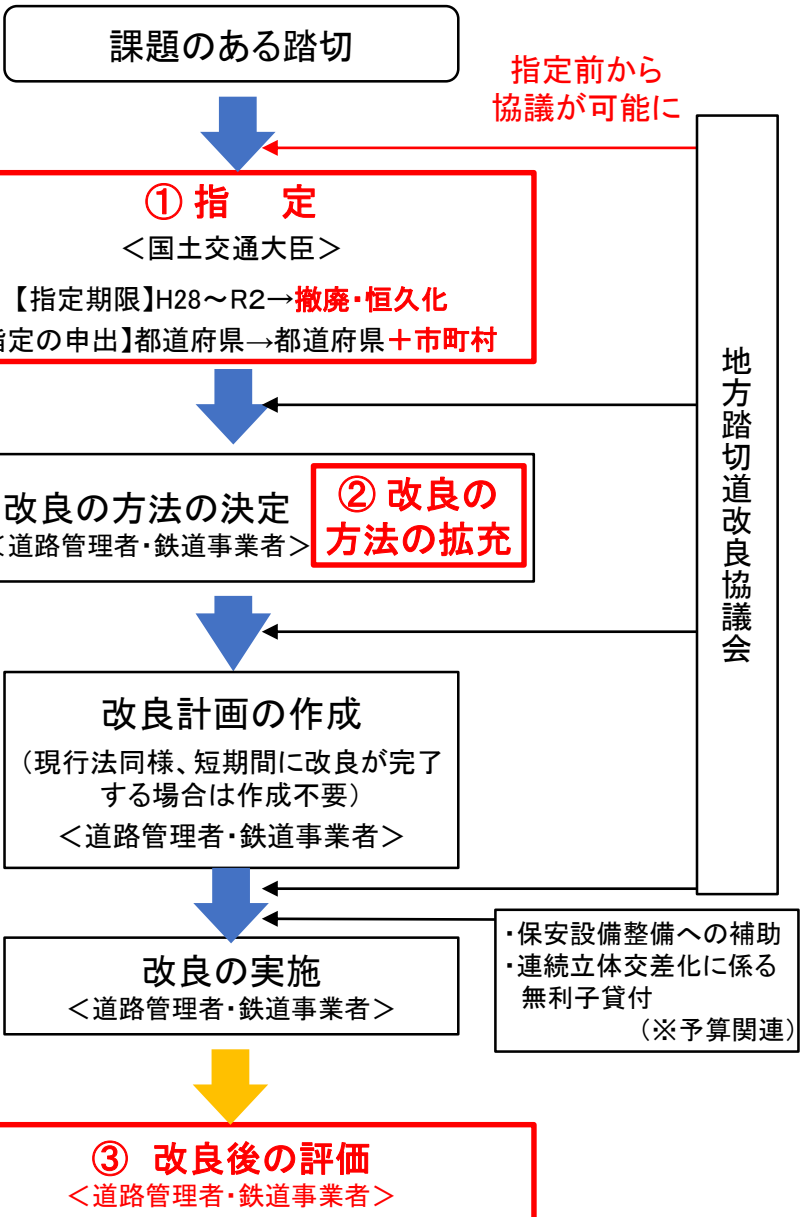 課題のある踏切
指定前から
協議が可能に
①指　定
＜国土交通大臣＞
【指定期限】H28～R2→撤廃・恒久化
指定の申出】都道府県→都道府県＋市町村
地方踏切道改良協議会
改良の方法の決定
＜道路管理者・鉄道事業者＞
②改良の
方法の拡充
改良計画の作成
（現行法同様、短期間に改良が完了
する場合は作成不要）
＜道路管理者・鉄道事業者＞
・保安設備整備への補助
・連続立体交差化に係る
無利子貸付
（※予算関連）
改良の実施
＜道路管理者・鉄道事業者＞
③ 改良後の評価
＜道路管理者・鉄道事業者＞